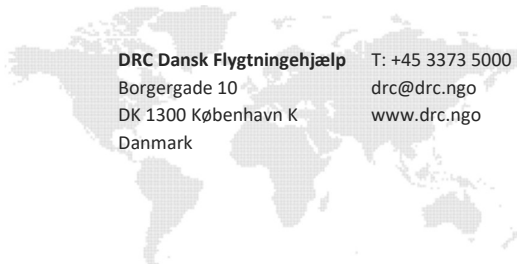 DRC Dansk Flygtningehjælp T: +45 3373 5000
Borgergade 10 drc@drc.ngo
DK 1300 København K www.drc.ngo
Danmark